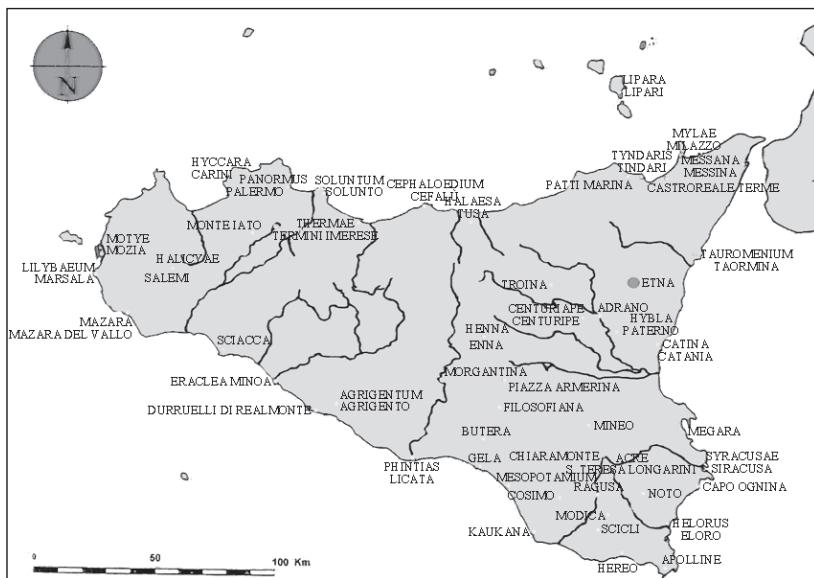 N
LIPARA
LIPARI
MYLAE
MILAZZO
TYNDARIS
TINDARI
MESSANA
MESSINA
HYCCARA
CARINI
PANORMUS
PALERMO
SOLUNTUM
SOLUNTO
CEPHALOEDIUM
CEFALÙ
PATTI MARINA
CASTROREALE TERME
HALAESA
TUSA
MONTE IATO
THERMAE
TERMINI IMERESE
MOTYE
MOZIA
HALICYAE
SALEMI
LILYBAEUM
MARSALA
TAUROMENIUM
TAORMINA
TROINA
ETNA
CENTURIAPE
CENTURIPE
ADRANO
HYBLA
PATERNO
MAZARA
MAZARA DEL VALLO
SCIACCA
HENNA
ENNA
CATINA
CATANIA
MORGANTINA
ERACLEA MINOA
PIAZZA ARMERINA
AGRIGENTUM
AGRIGENTO
DURRUELLI DI REALMONTE
FILOSOFIANA
BUTERA
MINEO
MEGARA
PHINTIAS
LICATA
GELA
CHIARAMONTE
ACRE
SYRACUSAE
SIRACUSA
S. TERESA LONGARINI
MESOPOTAMIUM
RAGUSA
CAPO OGNINA
COSIMO
NOTO
MODICA
KAUKANA
SCICLI
HELORUS
ELORO
HEREO
APOLLINE
0
50
100 Km